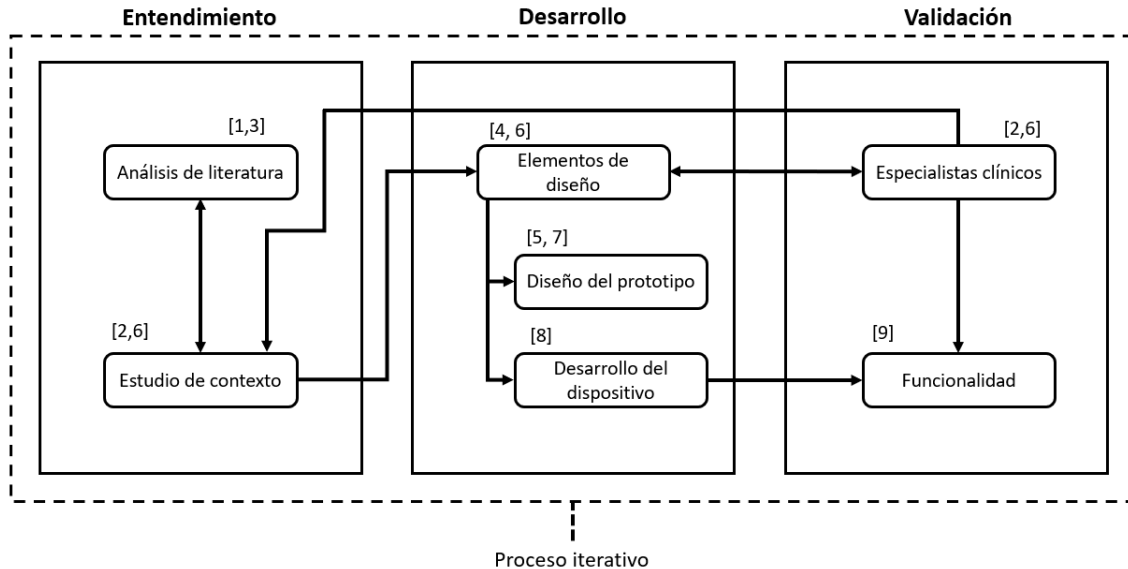 Entendimiento
Desarrollo
Validación
[1,3]
Análisis de literatura
[2,6]
Estudio de contexto
[4, 6]
Elementos de
diseño
[5, 7]
Diseño del prototipo
[8]
Desarrollo del
dispositivo
[2,6]
Especialistas clínicos
[9]
Funcionalidad
Proceso iterativo